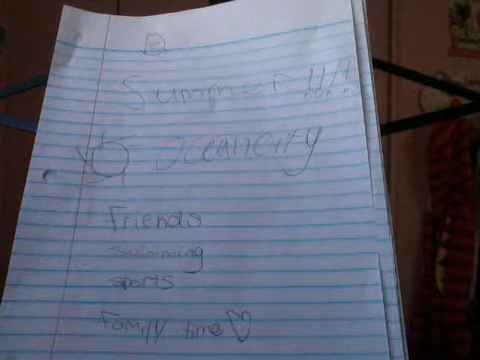 Summer !!!!
Oceancity
Friends
swimming
sports
Family time